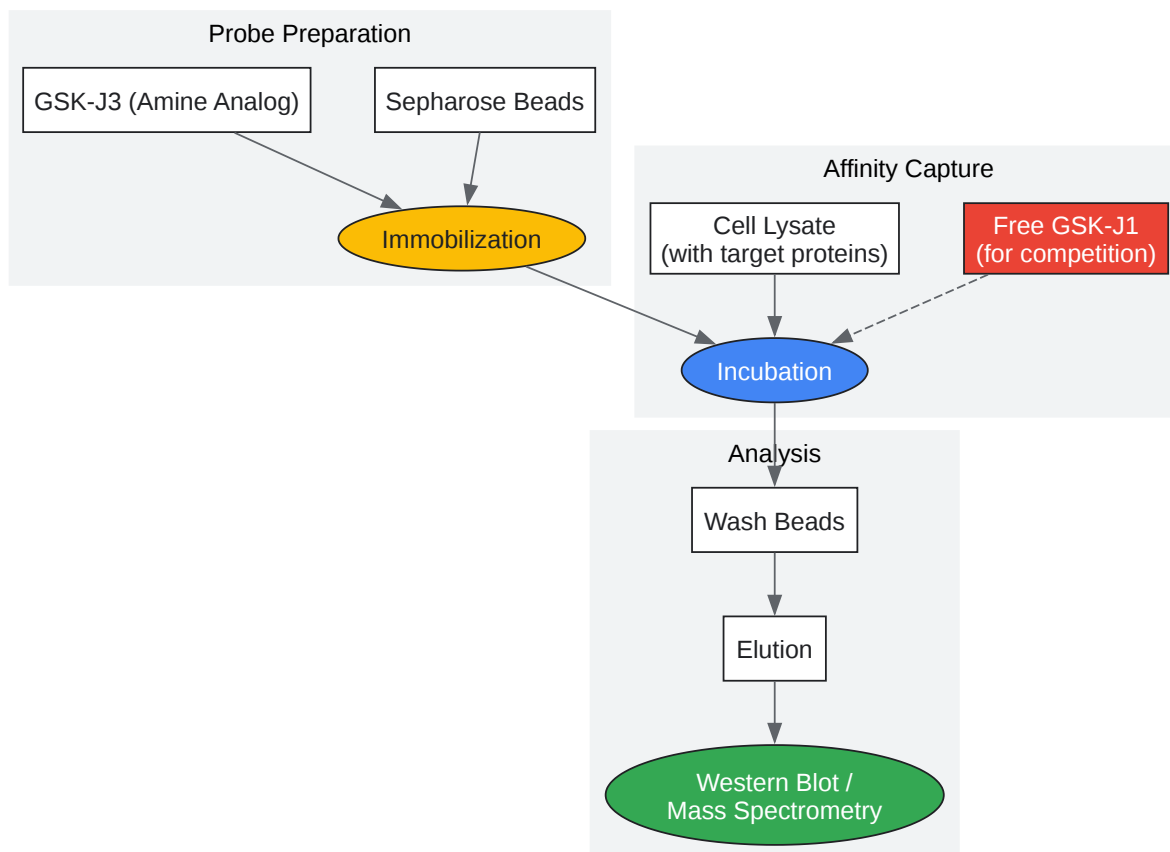 Probe Preparation
GSK-J3 (Amine Analog)
Sepharose Beads
Immobilization
Affinity Capture
Cell Lysate
(with target proteins)
Free GSK-J1
(for competition)
Incubation
Analysis
Wash Beads
Elution
Western Blot /
Mass Spectrometry